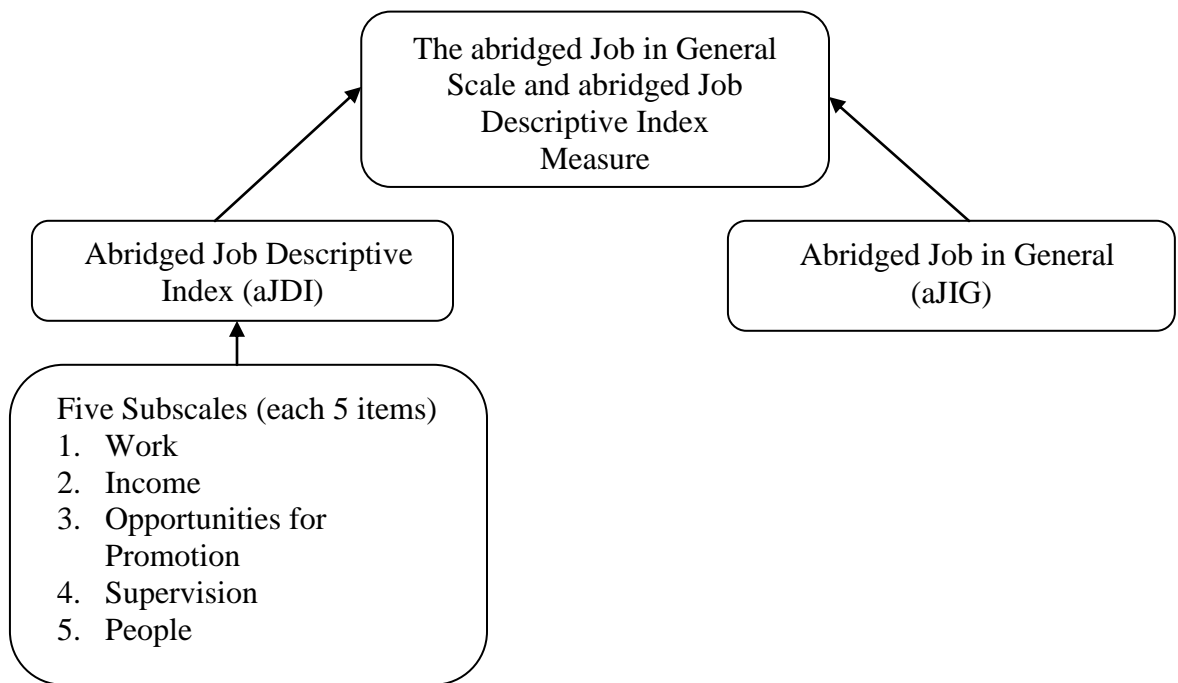 The abridged Job in General
Scale and abridged Job
Descriptive Index
Measure
Abridged Job Descriptive
Index (aJDI)
Abridged Job in General
(aJIG)
Five Subscales (each 5 items)
1. Work
2. Income
3. Opportunities for
Promotion
4. Supervision
5. People